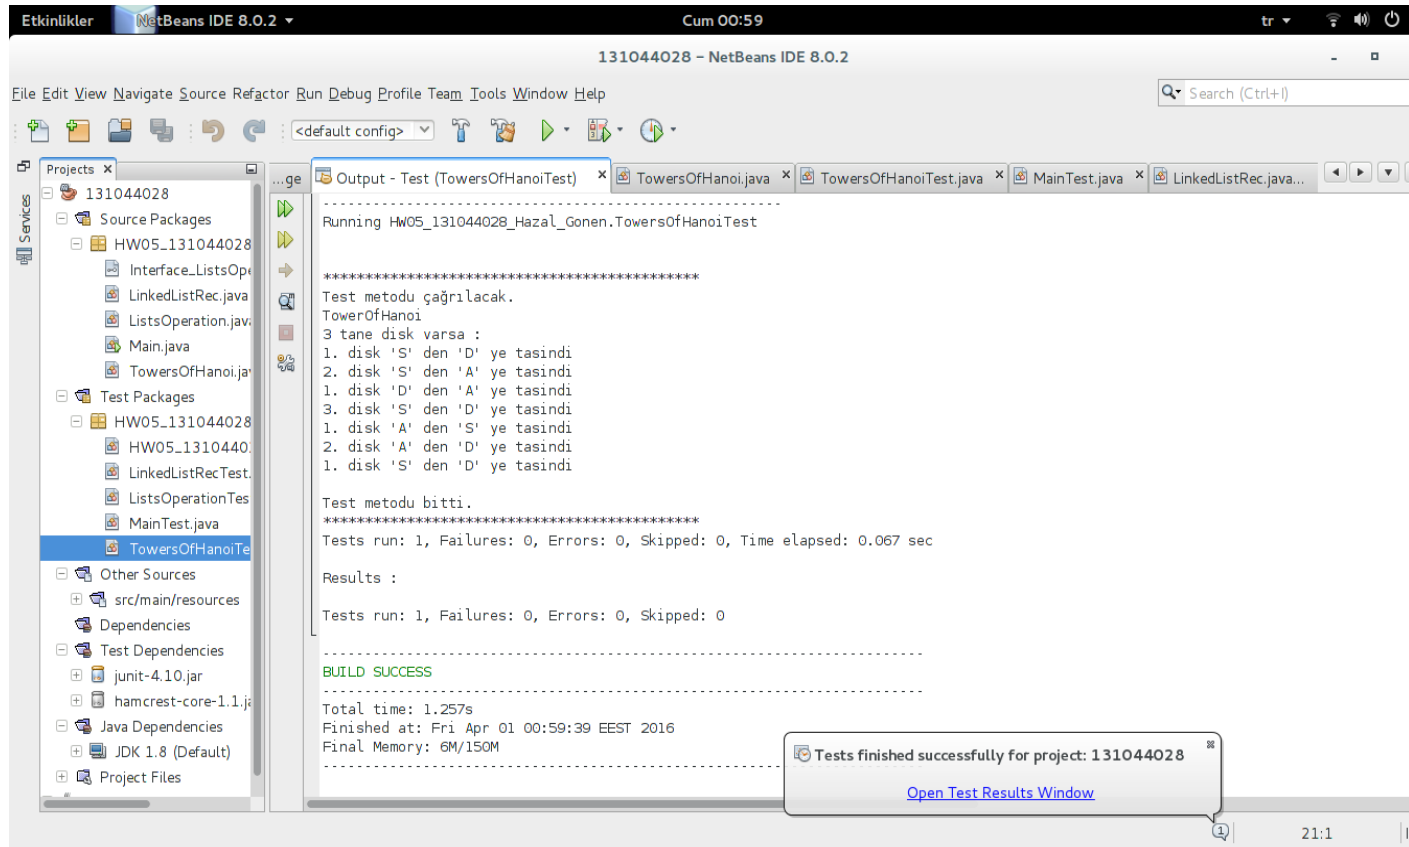 Etkinlikler NetBeans IDE 8.0.2 Cum 00:59 tr
131044028 – NetBeans IDE 8.0.2
File Edit View Navigate Source Refactor Run Debug Profile Team Tools Window Help Search (Ctrl+I)
<default config>
Projects
Services
131044028
Source Packages
HW05_131044028
Interface_ListsOpe
LinkedListRec.java
ListsOperation.java
Main.java
TowersOfHanoi.ja
Test Packages
HW05_131044028
HW05_1310440
LinkedListRecTest.
ListsOperationTes
MainTest.java
TowersOfHanoiTe
Other Sources
src/main/resources
Dependencies
Test Dependencies
junit-4.10.jar
hamcrest-core-1.1.ja
Java Dependencies
JDK 1.8 (Default)
Project Files
...ge Output - Test (TowersOfHanoiTest) TowersOfHanoi.java TowersOfHanoiTest.java MainTest.java LinkedListRec.java...
-------------------------------------------------------
Running HW05_131044028_Hazal_Gonen.TowersOfHanoiTest
*********************************************
Test metodu çağrılacak.
TowerOfHanoi
3 tane disk varsa :
1. disk 'S' den 'D' ye tasindi
2. disk 'S' den 'A' ye tasindi
1. disk 'D' den 'A' ye tasindi
3. disk 'S' den 'D' ye tasindi
1. disk 'A' den 'S' ye tasindi
2. disk 'A' den 'D' ye tasindi
1. disk 'S' den 'D' ye tasindi
Test metodu bitti.
*********************************************
Tests run: 1, Failures: 0, Errors: 0, Skipped: 0, Time elapsed: 0.067 sec
Results :
Tests run: 1, Failures: 0, Errors: 0, Skipped: 0
------------------------------------------------------------------------
BUILD SUCCESS
------------------------------------------------------------------------
Total time: 1.257s
Finished at: Fri Apr 01 00:59:39 EEST 2016
Final Memory: 6M/150M
------------------------------------------------------------------------
Tests finished successfully for project: 131044028
Open Test Results Window
1 21:1